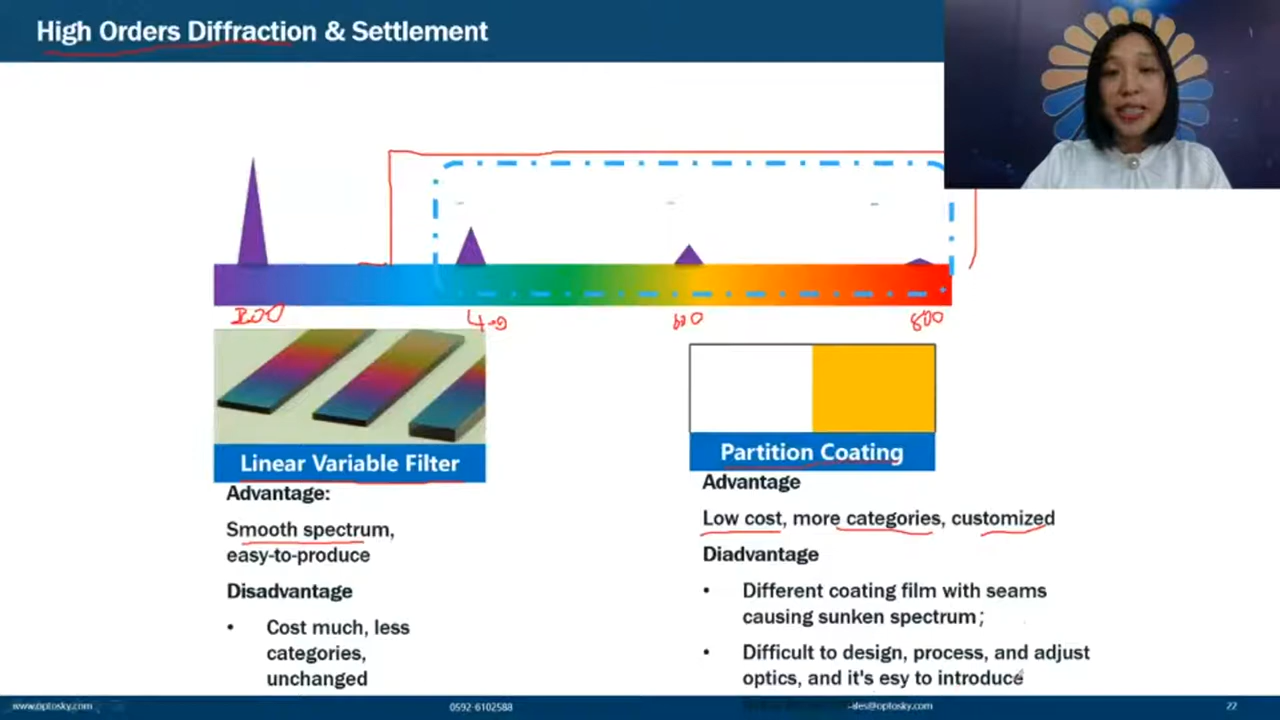 High Orders Diffraction & Settlement
200
400
600
800
Linear Variable Filter
Advantage:
Smooth spectrum,
easy-to-produce
Disadvantage
• Cost much, less
categories,
unchanged
Partition Coating
Advantage
Low cost, more categories, customized
Diadvantage
• Different coating film with seams
causing sunken spectrum;
• Difficult to design, process, and adjust
optics, and it's esy to introduce
www.optosky.com
0592-6102588
sales@optosky.com
22